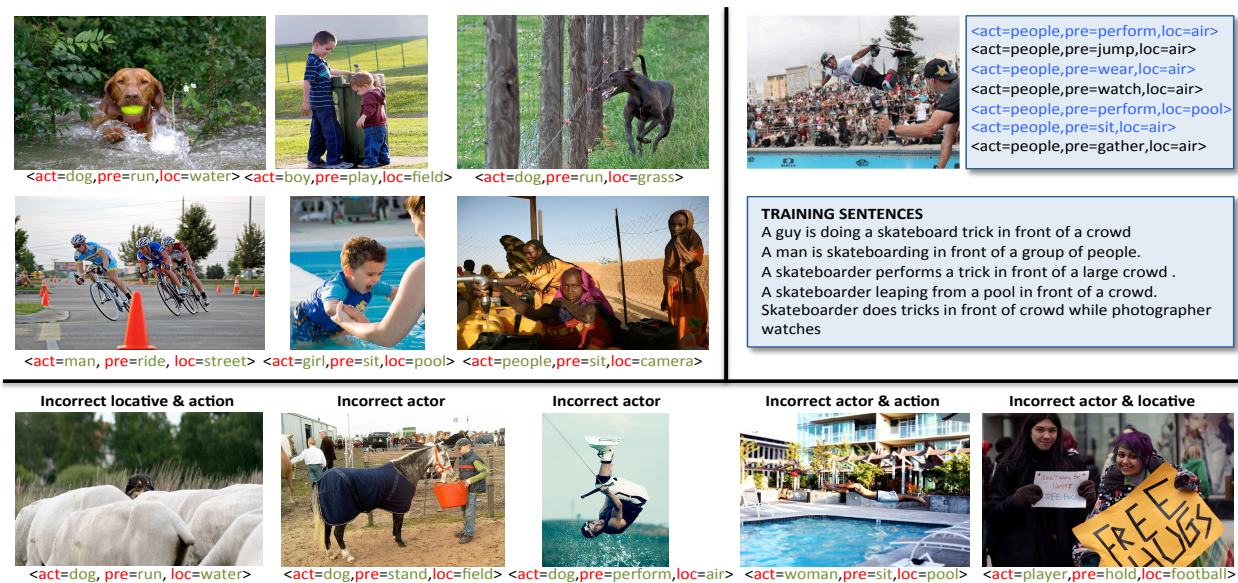 <act=dog,pre=run,loc=water>
<act=boy,pre=play,loc=field>
<act=dog,pre=run,loc=grass>
<act=man, pre=ride, loc=street>
<act=girl,pre=sit,loc=pool>
<act=people,pre=sit,loc=camera>
<act=people,pre=perform,loc=air>
<act=people,pre=jump,loc=air>
<act=people,pre=wear,loc=air>
<act=people,pre=watch,loc=air>
<act=people,pre=perform,loc=pool>
<act=people,pre=sit,loc=air>
<act=people,pre=gather,loc=air>
TRAINING SENTENCES
A guy is doing a skateboard trick in front of a crowd
A man is skateboarding in front of a group of people.
A skateboarder performs a trick in front of a large crowd .
A skateboarder leaping from a pool in front of a crowd.
Skateboarder does tricks in front of crowd while photographer
watches
Incorrect locative & action
<act=dog, pre=run, loc=water>
Incorrect actor
<act=dog,pre=stand,loc=field>
Incorrect actor
<act=dog,pre=perform,loc=air>
Incorrect actor & action
<act=woman,pre=sit,loc=pool>
Incorrect actor & locative
FREE
HUGS
<act=player,pre=hold,loc=football>